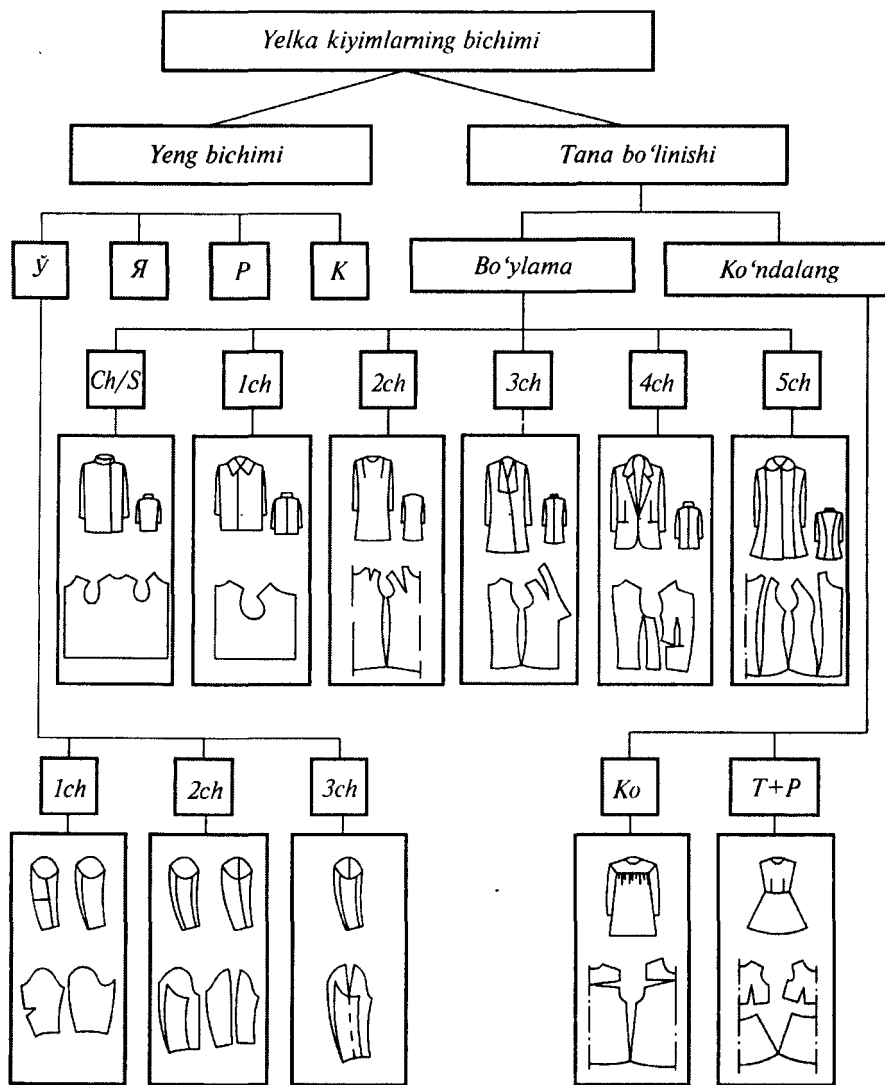 Yelka kiyimlarning bichimi
Yeng bichimi
Tana bo‘linishi
Ў
Я
Р
К
Bo‘ylama
Ko‘ndalang
Ch/S
1ch
2ch
3ch
4ch
5ch
1ch
2ch
3ch
Ko
T+P